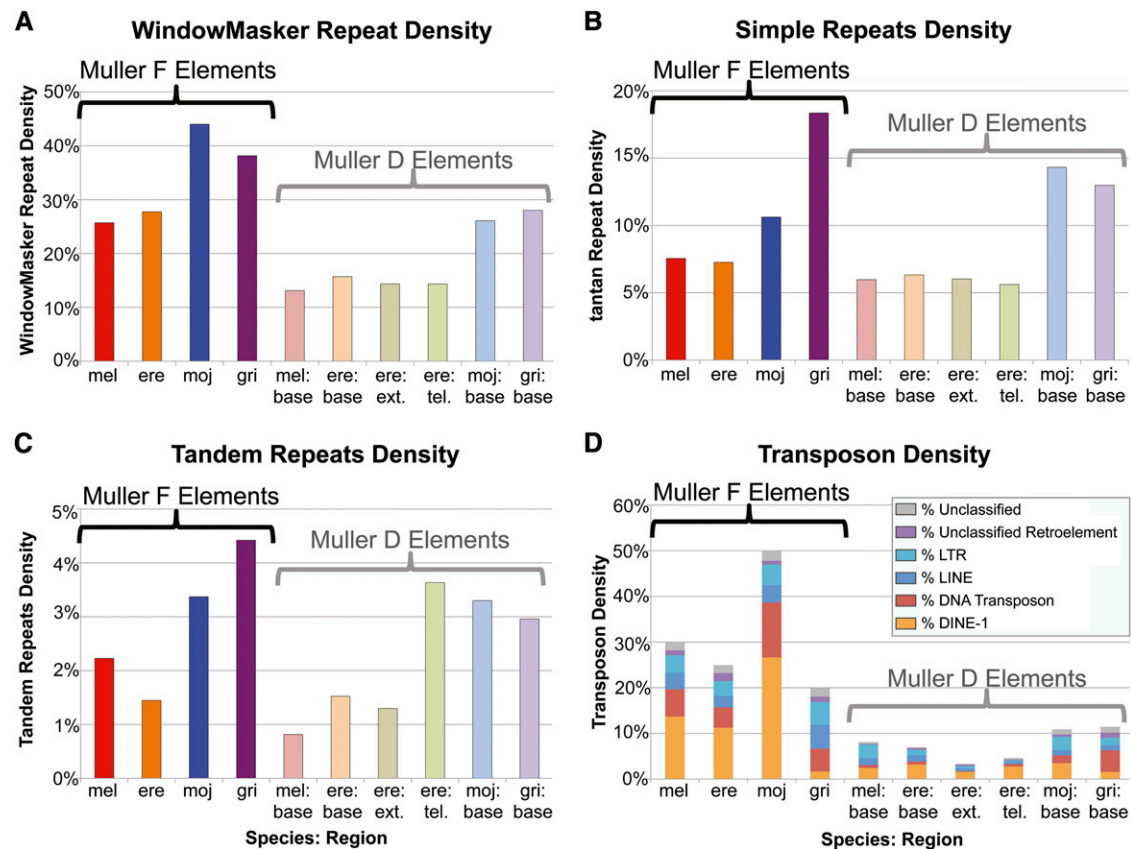 A
WindowMasker Repeat Density
Muller F Elements
Muller D Elements
WindowMasker Repeat Density
50%
40%
30%
20%
10%
0%
mel ere moj gri mel: base ere: base ere: ext. ere: tel. moj: base gri: base
B
Simple Repeats Density
Muller F Elements
Muller D Elements
tantan Repeat Density
20%
15%
10%
5%
0%
mel ere moj gri mel: base ere: base ere: ext. ere: tel. moj: base gri: base
C
Tandem Repeats Density
Muller F Elements
Muller D Elements
Tandem Repeats Density
5%
4%
3%
2%
1%
0%
mel ere moj gri mel: base ere: base ere: ext. ere: tel. moj: base gri: base
Species: Region
D
Transposon Density
Muller F Elements
% Unclassified
% Unclassified Retroelement
% LTR
% LINE
% DNA Transposon
% DINE-1
Muller D Elements
Transposon Density
60%
50%
40%
30%
20%
10%
0%
mel ere moj gri mel: base ere: base ere: ext. ere: tel. moj: base gri: base
Species: Region